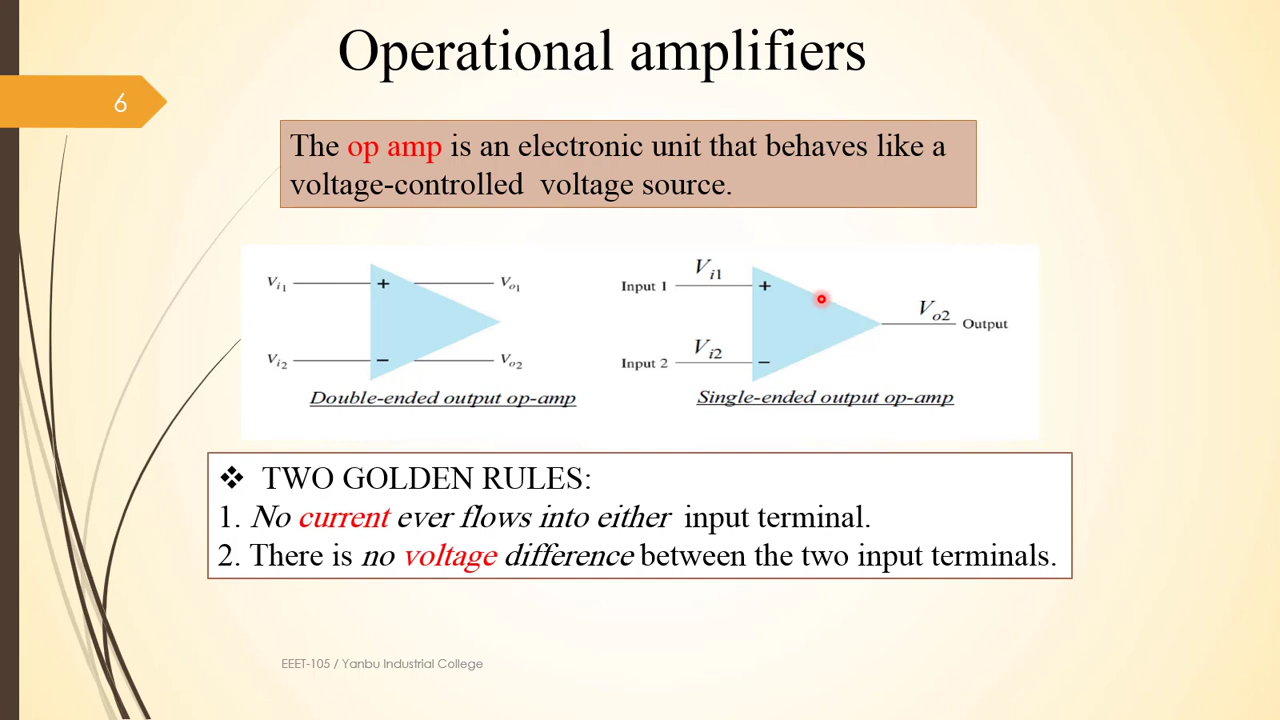 Operational amplifiers
6
The op amp is an electronic unit that behaves like a
voltage-controlled voltage source.
Vi1
+
Vo1
Vi2
−
Vo2
Double-ended output op-amp
Input 1
Vi1
+
Input 2
Vi2
−
Vo2
Output
Single-ended output op-amp
❖ TWO GOLDEN RULES:
1. No current ever flows into either input terminal.
2. There is no voltage difference between the two input terminals.
EEET-105 / Yanbu Industrial College